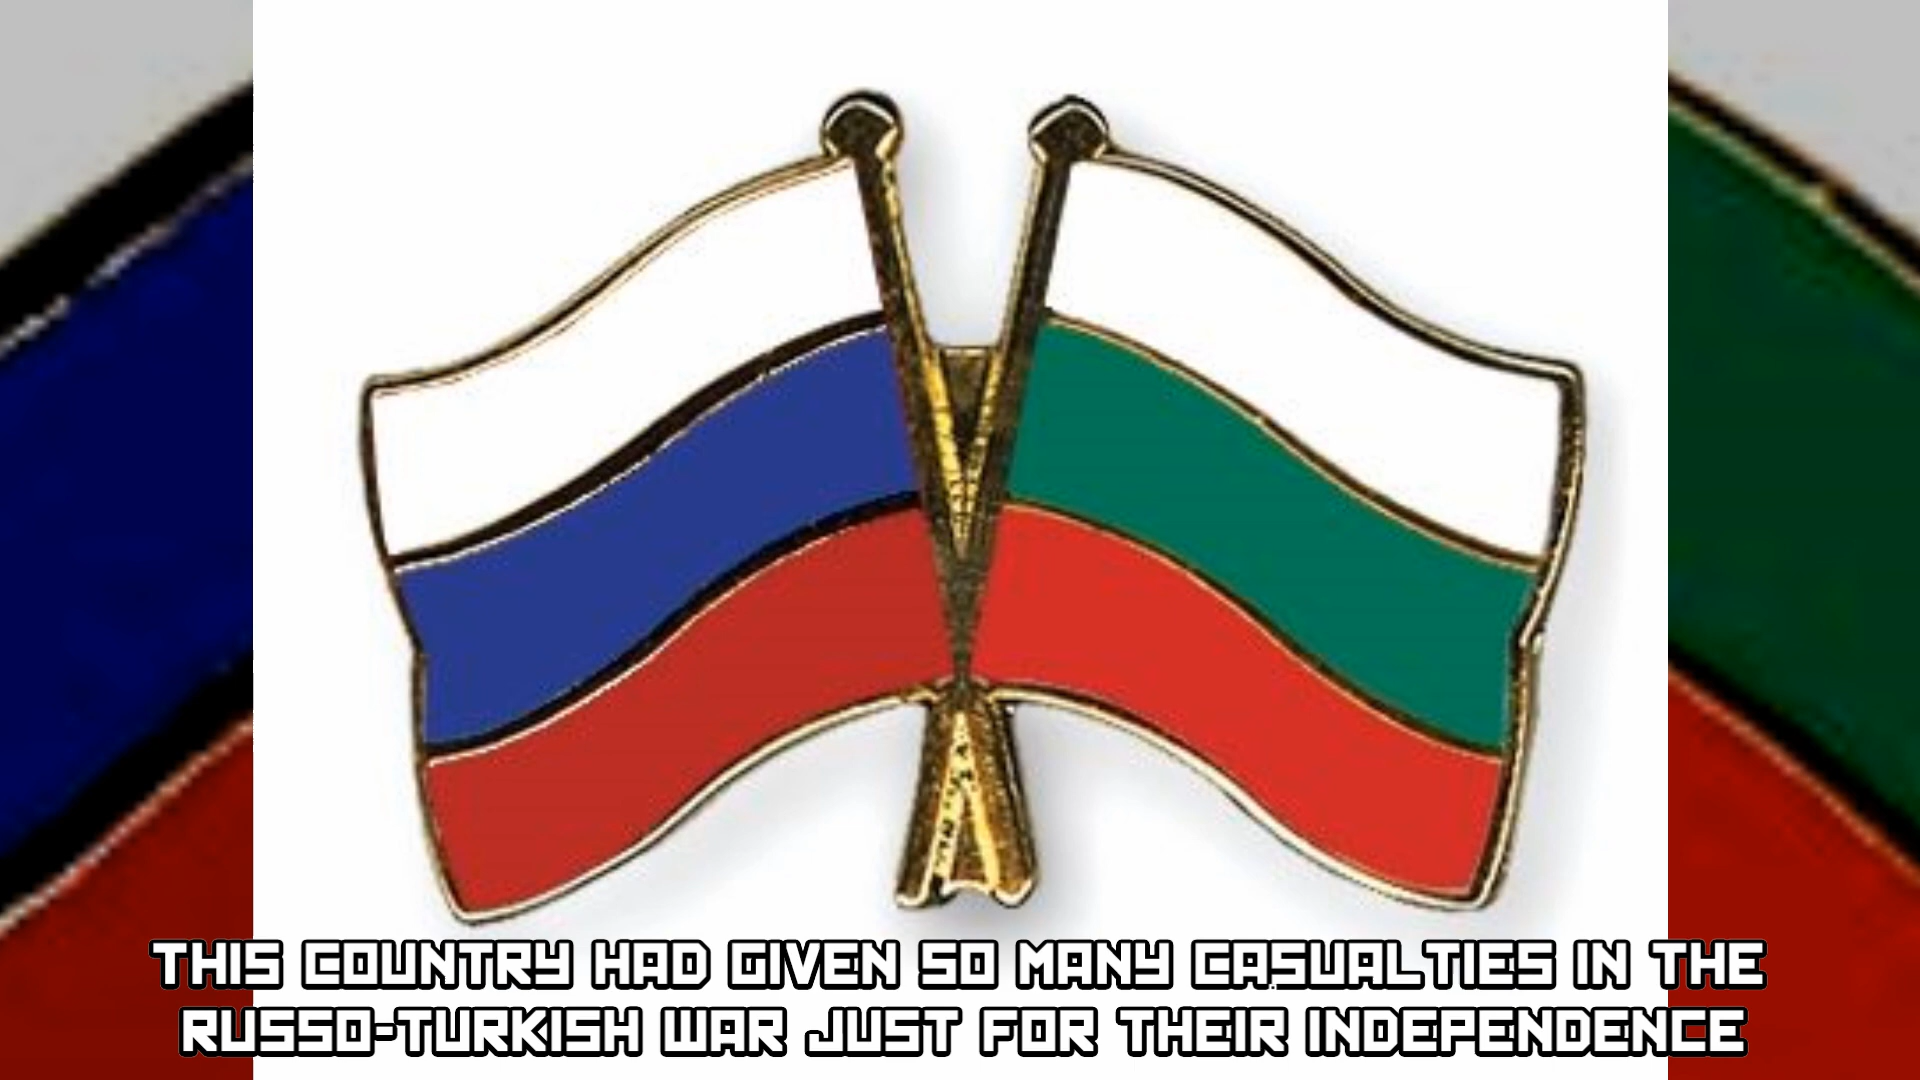 THIS COUNTRY HAD GIVEN SO MANY CASUALTIES IN THE
RUSSO-TURKISH WAR JUST FOR THEIR INDEPENDENCE